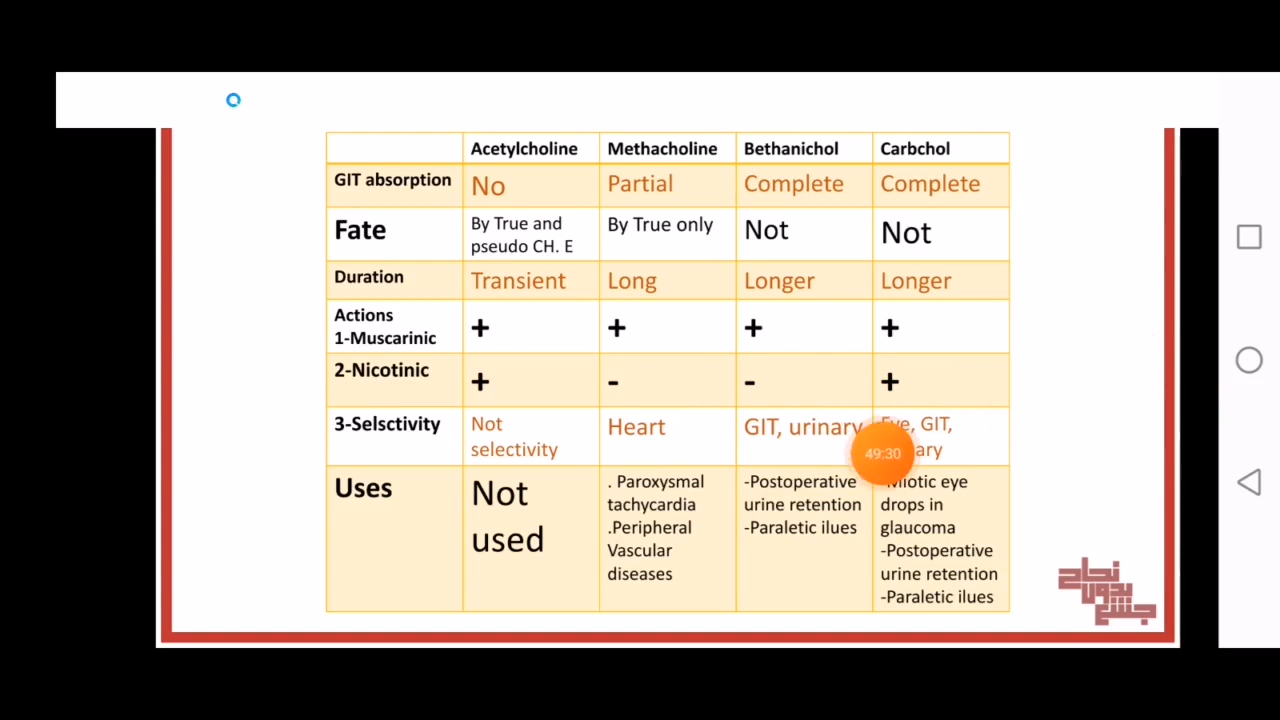 Acetylcholine Methacholine Bethanichol Carbchol
GIT absorption No Partial Complete Complete
Fate By True and By True only Not Not
pseudo CH. E
Duration Transient Long Longer Longer
Actions
1-Muscarinic + + + +
2-Nicotinic + - - +
3-Selsctivity Not Heart GIT, urinary GIT,
selectivity
49:30
Uses Not . Paroxysmal -Postoperative Miotic eye
used tachycardia urine retention drops in
.Peripheral -Paraletic ilues glaucoma
Vascular -Postoperative
diseases urine retention
-Paraletic ilues
نجاح
بدون